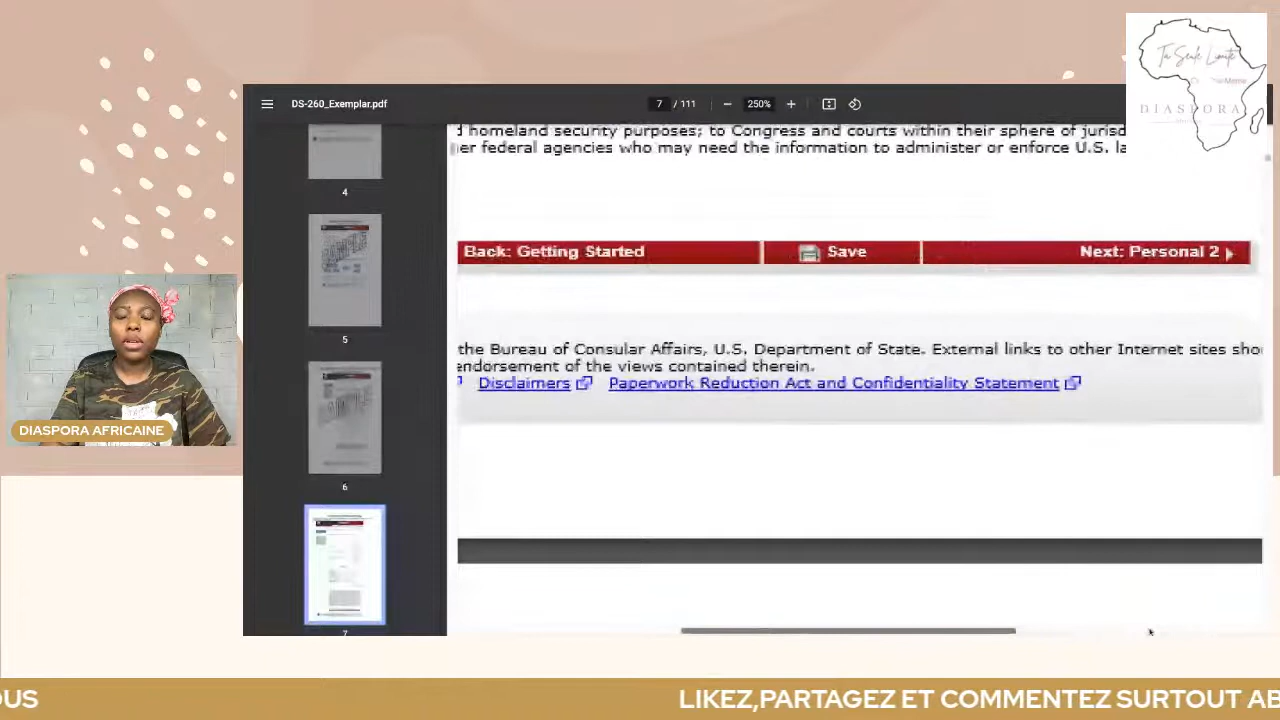 Ta Seule Limite
DIASPORA
DS-260_Exemplar.pdf
7 / 111
250%
homeland security purposes; to Congress and courts within their sphere of
er federal agencies who may need the information to administer or enforce U.S.
Back: Getting Started
Save
Next: Personal 2
the Bureau of Consular Affairs, U.S. Department of State. External links to other Internet sites sho
endorsement of the views contained therein.
Disclaimers
Paperwork Reduction Act and Confidentiality Statement
4
5
6
7
DIASPORA AFRICAINE
OUS
LIKEZ,PARTAGEZ ET COMMENTEZ SURTOUT AB